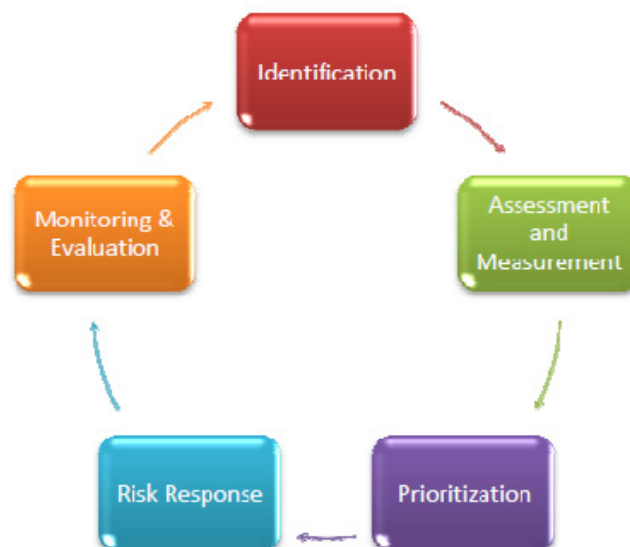 Identification
Assessment
and
Measurement
Prioritization
Risk Response
Monitoring &
Evaluation